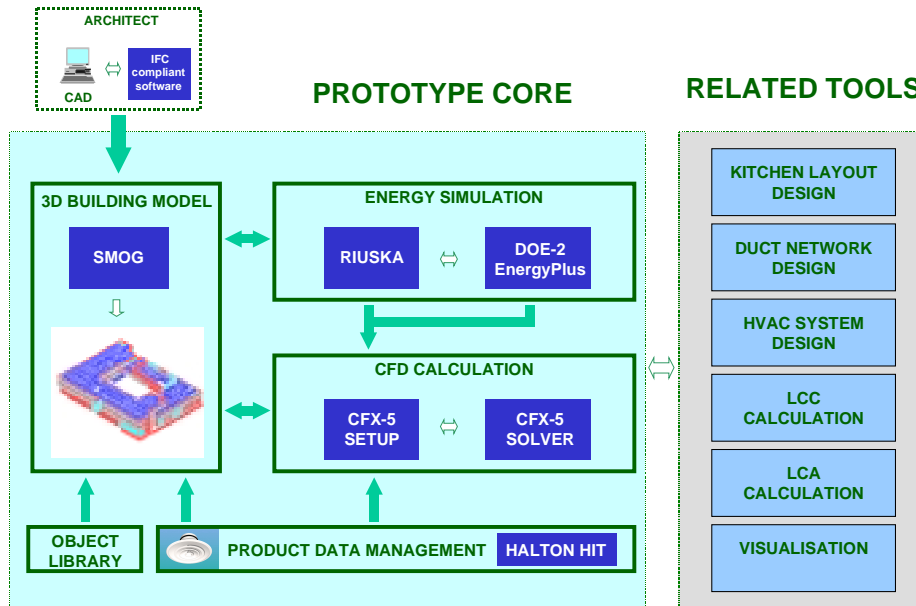 ARCHITECT
CAD
IFC
compliant
software
PROTOTYPE CORE
RELATED TOOLS
3D BUILDING MODEL
SMOG
ENERGY SIMULATION
RIUSKA
DOE-2
EnergyPlus
CFD CALCULATION
CFX-5
SETUP
CFX-5
SOLVER
OBJECT
LIBRARY
PRODUCT DATA MANAGEMENT
HALTON HIT
KITCHEN LAYOUT
DESIGN
DUCT NETWORK
DESIGN
HVAC SYSTEM
DESIGN
LCC
CALCULATION
LCA
CALCULATION
VISUALISATION